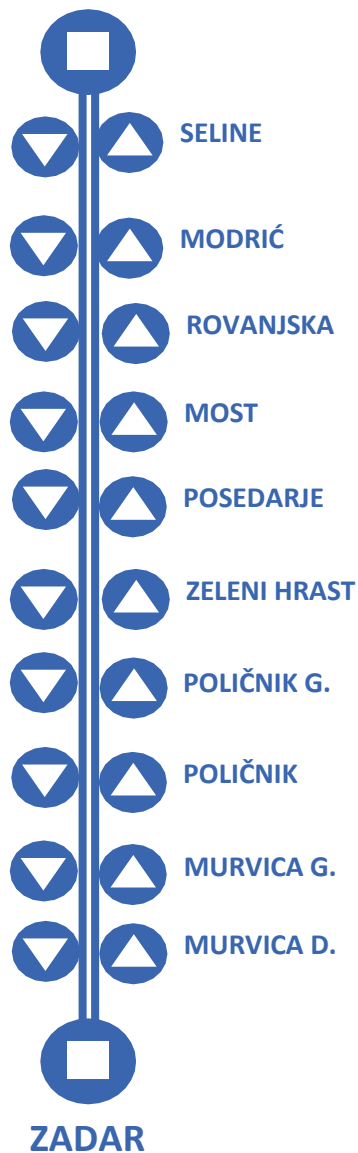 SELINE
MODRIĆ
ROVANJSKA
MOST
POSEDARJE
ZELENI HRAST
POLIČNIK G.
POLIČNIK
MURVICA G.
MURVICA D.
ZADAR